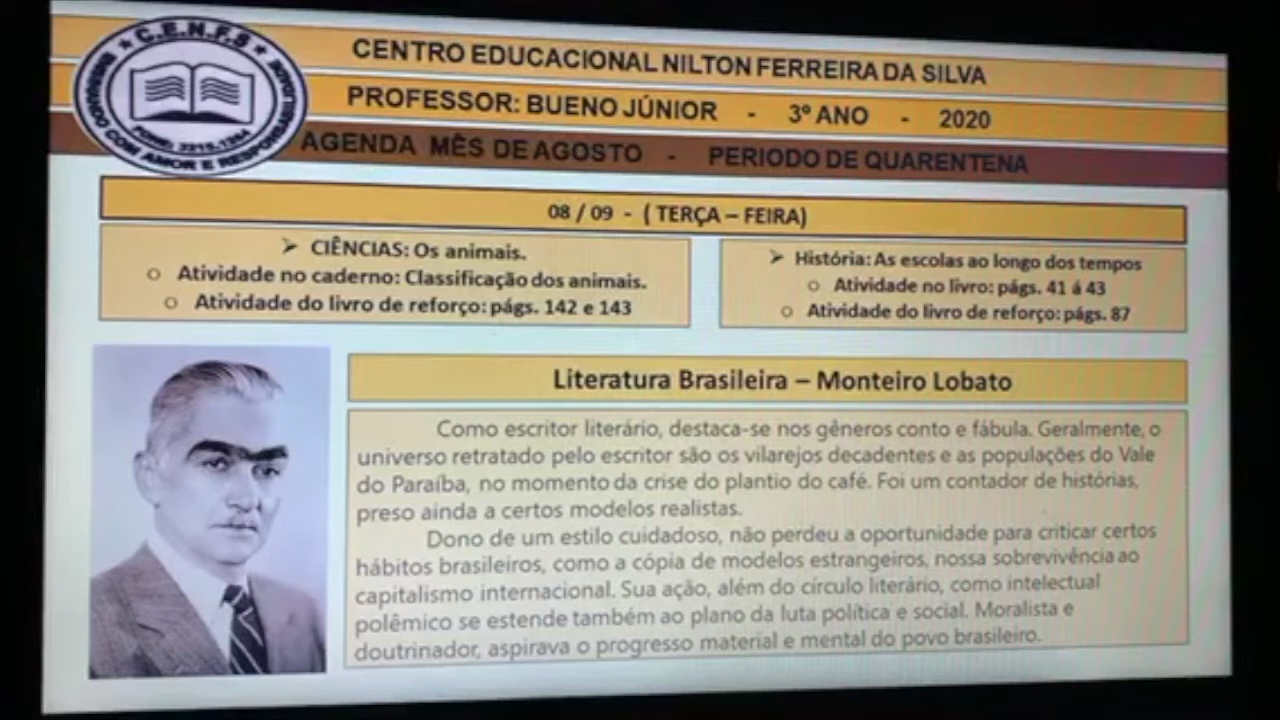 C.E.N.F.S
ENSINANDO COM AMOR E RESPONSABILIDADE
FONE: 3215-1264
CENTRO EDUCACIONAL NILTON FERREIRA DA SILVA
PROFESSOR: BUENO JÚNIOR - 3º ANO - 2020
AGENDA MÊS DE AGOSTO - PERIODO DE QUARENTENA
08 / 09 - ( TERÇA – FEIRA)
➢ CIÊNCIAS: Os animais.
○ Atividade no caderno: Classificação dos animais.
○ Atividade do livro de reforço: págs. 142 e 143
➢ História: As escolas ao longo dos tempos
○ Atividade no livro: págs. 41 á 43
○ Atividade do livro de reforço: págs. 87
Literatura Brasileira – Monteiro Lobato
Como escritor literário, destaca-se nos gêneros conto e fábula. Geralmente, o
universo retratado pelo escritor são os vilarejos decadentes e as populações do Vale
do Paraíba, no momento da crise do plantio do café. Foi um contador de histórias,
preso ainda a certos modelos realistas.
Dono de um estilo cuidadoso, não perdeu a oportunidade para criticar certos
hábitos brasileiros, como a cópia de modelos estrangeiros, nossa sobrevivência ao
capitalismo internacional. Sua ação, além do círculo literário, como intelectual
polêmico se estende também ao plano da luta política e social. Moralista e
doutrinador, aspirava o progresso material e mental do povo brasileiro.